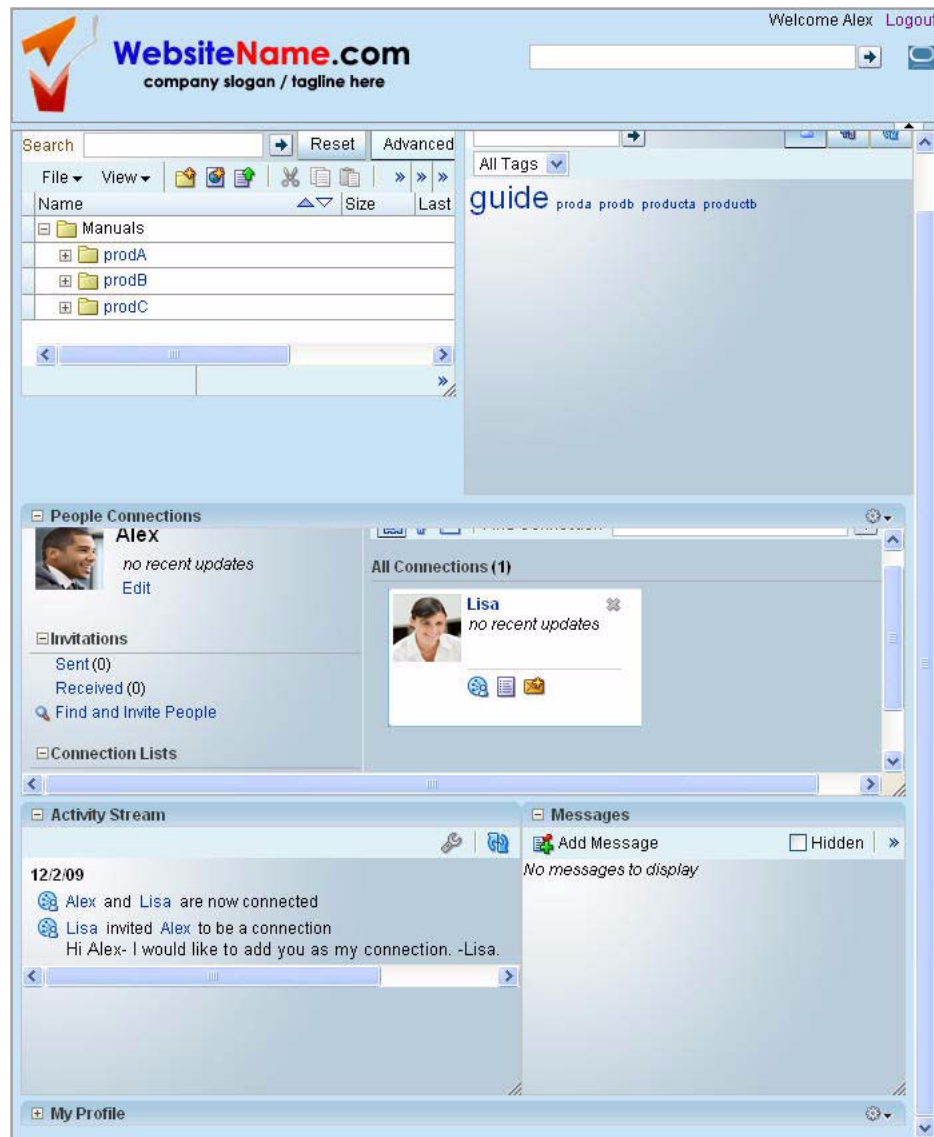 Welcome Alex Logout
WebsiteName.com
company slogan / tagline here
Search Reset Advanced
All Tags
File View » » »
Name Size Last
guide proda prodb producta productb
Manuals
prodA
prodB
prodC
»
People Connections
Alex
no recent updates
Edit
All Connections (1)
Lisa
no recent updates
Invitations
Sent (0)
Received (0)
Find and Invite People
Connection Lists
Activity Stream
Messages
Add Message Hidden »
No messages to display
12/2/09
Alex and Lisa are now connected
Lisa invited Alex to be a connection
Hi Alex- I would like to add you as my connection. -Lisa.
My Profile